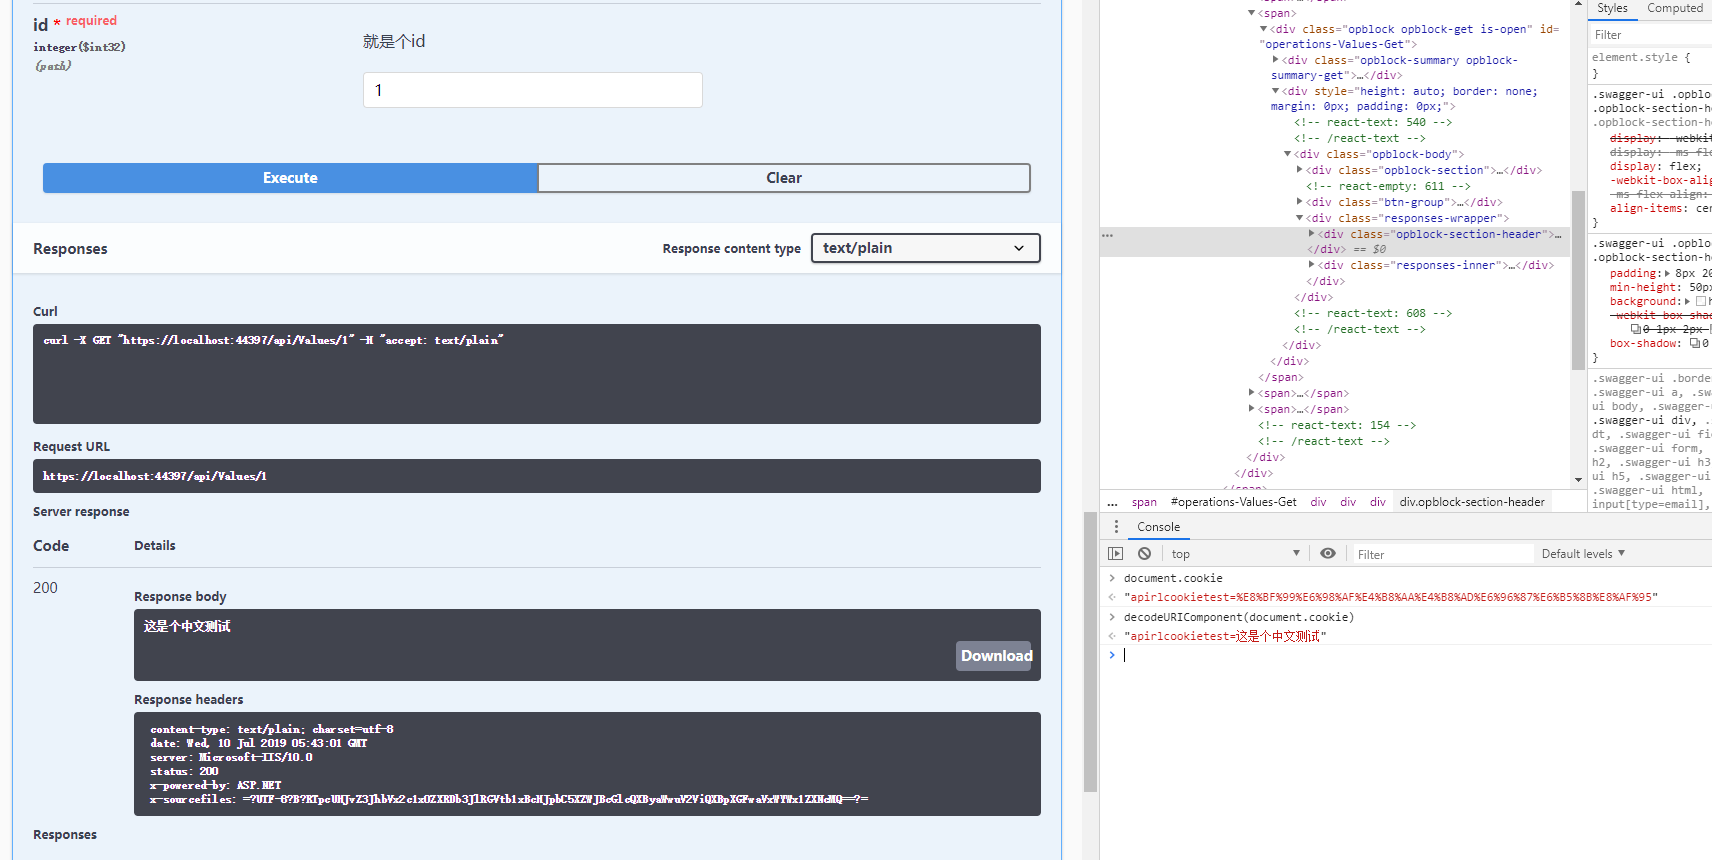 id * required
integer($int32)
(path)
就是个id
1
Execute
Clear
Responses
Response content type
text/plain
Curl
curl -X GET "https://localhost:44397/api/Values/1" -H "accept: text/plain"
Request URL
https://localhost:44397/api/Values/1
Server response
Code
Details
200
Response body
这是个中文测试
Download
Response headers
content-type: text/plain; charset=utf-8
date: Wed, 10 Jul 2019 05:43:01 GMT
server: Microsoft-IIS/10.0
status: 200
x-powered-by: ASP.NET
x-sourcefiles:
Responses
<span>
<div class="opblock opblock-get is-open" id=
"operations-Values-Get">
<div class="opblock-summary opblock-
summary-get">…</div>
<div style="height: auto; border: none;
margin: 0px; padding: 0px;">
<!-- react-text: 540 -->
<!-- /react-text -->
<div class="opblock-body">
<div class="opblock-section">…</div>
<!-- react-empty: 611 -->
<div class="btn-group">…</div>
<div class="responses-wrapper">
<div class="opblock-section-header">…
</div> == $0
<div class="responses-inner">…</div>
</div>
</div>
<!-- react-text: 608 -->
<!-- /react-text -->
</div>
</div>
</span>
<span>…</span>
<span>…</span>
<!-- react-text: 154 -->
<!-- /react-text -->
</div>
</div>
... span #operations-Values-Get div div div div.opblock-section-header
Styles Computed
Filter
element.style {
}
.swagger-ui .opblo
.opblock-section-h
.opblock-section-h
display: -webkit
display: -ms-fl
display: flex;
-webkit-box-alig
-ms-flex-align:
align-items: cen
}
.swagger-ui .opblo
.opblock-section-h
padding: 8px 20
min-height: 50px
background:
-webkit-box-shad
0 1px 2px
box-shadow: 0
}
.swagger-ui .border
.swagger-ui a, .sw
ui body, .swagger-u
.swagger-ui div, .
dt, .swagger-ui fi
.swagger-ui form,
h2, .swagger-ui h3
ui h5, .swagger-ui
.swagger-ui html,
input[type=email],
Console
top
Filter
Default levels
document.cookie
"apirlcookietest=%E8%BF%99%E6%98%AF%E4%B8%AA%E4%B8%AD%E6%96%87%E6%B5%8B%E8%AF%95"
decodeURIComponent(document.cookie)
"apirlcookietest=这是个中文测试"